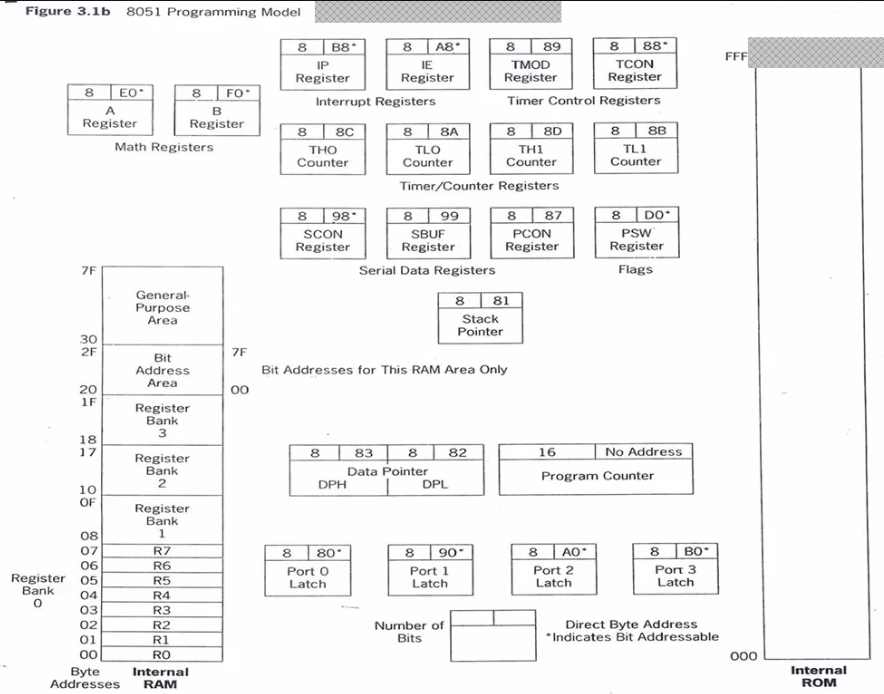 Figure 3.1b 8051 Programming Model
8 B8*
IP
Register
8 A8*
IE
Register
Interrupt Registers
8 89
TMOD
Register
8 88*
TCON
Register
Timer Control Registers
8 E0*
A
Register
8 F0*
B
Register
Math Registers
8 8C
THO
Counter
8 8A
TLO
Counter
8 8D
TH1
Counter
8 8B
TL1
Counter
Timer/Counter Registers
8 98*
SCON
Register
8 99
SBUF
Register
8 87
PCON
Register
Serial Data Registers
8 D0*
PSW
Register
Flags
8 81
Stack
Pointer
7F
General-
Purpose
Area
30
2F
Bit
Address
Area
20
7F
Bit Addresses for This RAM Area Only
00
1F
Register
Bank
3
18
17
Register
Bank
2
10
0F
Register
Bank
1
08
07 R7
06 R6
05 R5
04 R4
03 R3
02 R2
01 R1
00 R0
Register
Bank
0
Byte
Addresses
Internal
RAM
8 83 8 82
Data Pointer
DPH DPL
16 No Address
Program Counter
8 80*
Port 0
Latch
8 90*
Port 1
Latch
8 A0*
Port 2
Latch
8 B0*
Port 3
Latch
Number of
Bits
Direct Byte Address
*Indicates Bit Addressable
FFF
000
Internal
ROM